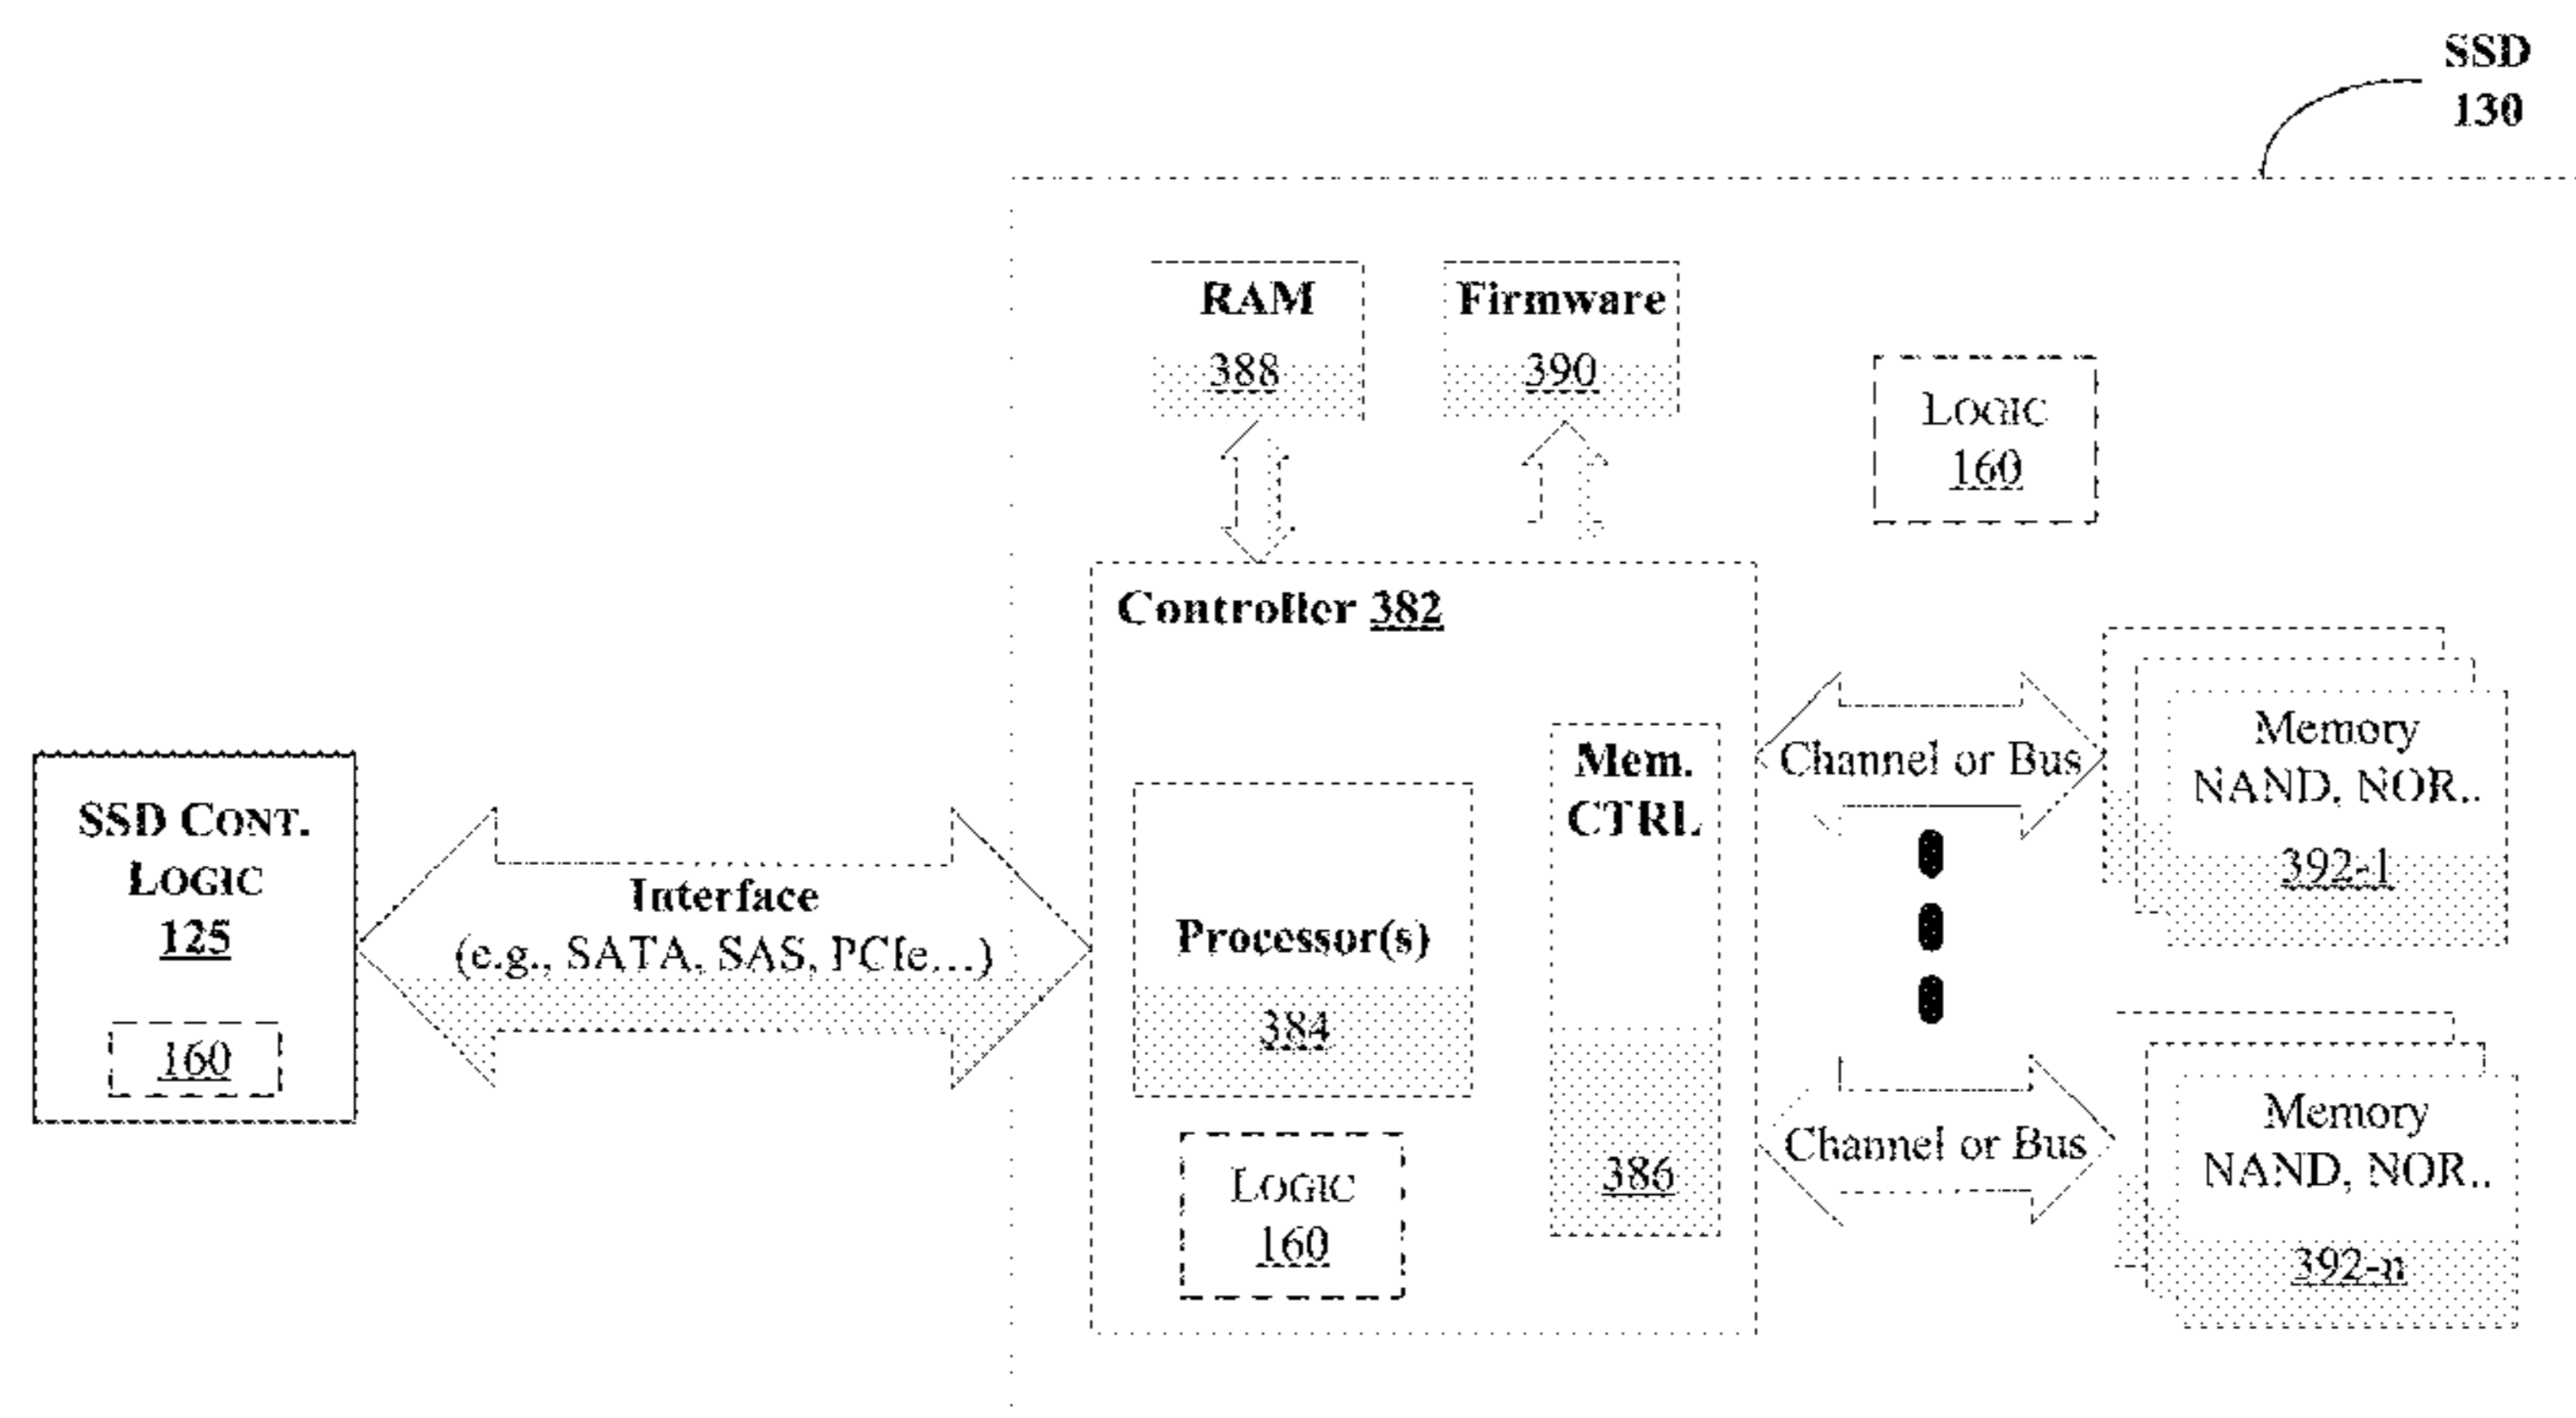 SSD
130
RAM
388
Firmware
390
LOGIC
160
Controller 382
SSD CONT.
LOGIC
125
160
Interface
(e.g., SATA, SAS, PCIe...)
Processor(s)
384
LOGIC
160
Mem.
CTRL
386
Channel or Bus
Memory
NAND, NOR..
392-1
Channel or Bus
Memory
NAND, NOR..
392-n